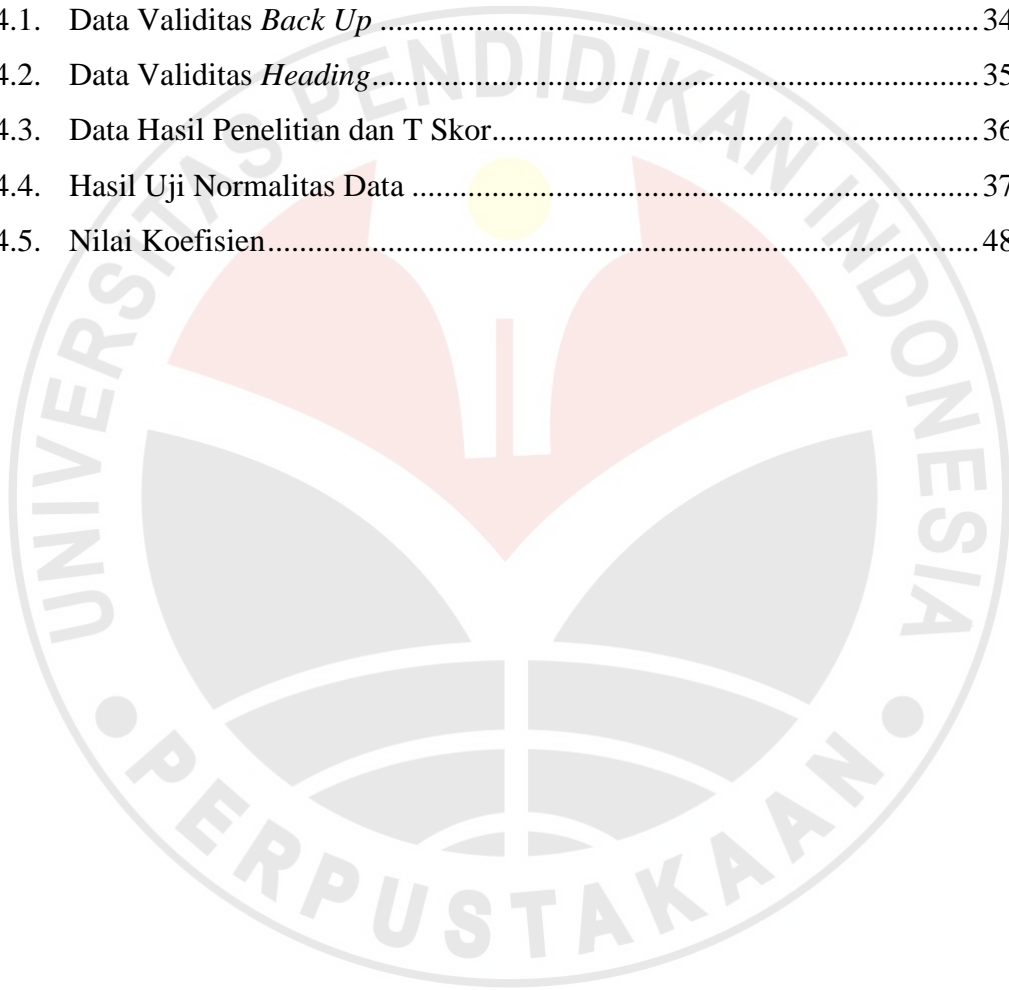 4.1. Data Validitas Back Up ........................................................................ 34
4.2. Data Validitas Heading ........................................................................ 35
4.3. Data Hasil Penelitian dan T Skor ........................................................................ 36
4.4. Hasil Uji Normalitas Data ........................................................................ 37
4.5. Nilai Koefisien ........................................................................ 48
UNIVERSITAS PENDIDIKAN INDONESIA
PERPUSTAKAAN